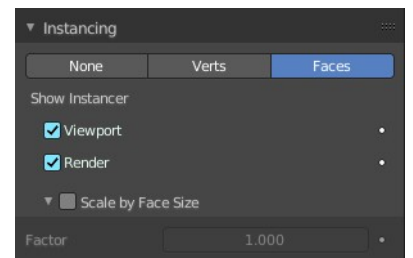 Instancing
None Verts Faces
Show Instancer
Viewport
Render
Scale by Face Size
Factor 1.000